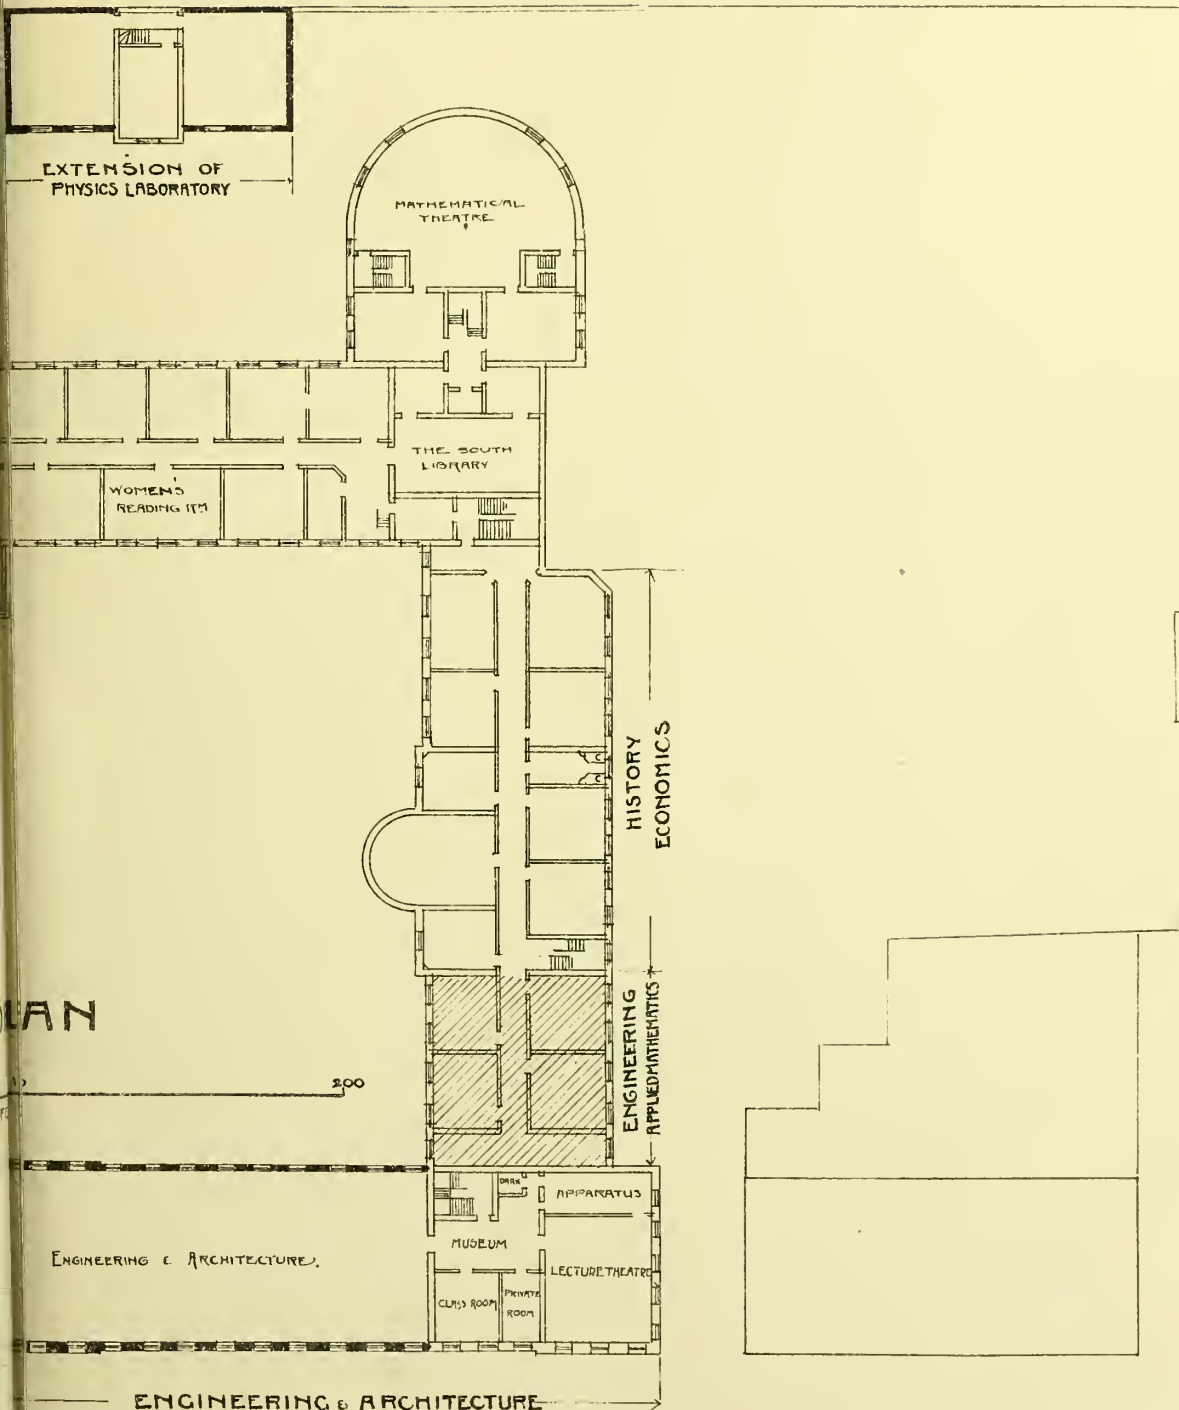 EXTENSION OF
PHYSICS LABORATORY
MATHEMATICAL
THEATRE
THE SOUTH
LIBRARY
WOMEN'S
READING RM
HISTORY
ECONOMICS
ENGINEERING
APPLIED MATHEMATICS
LAN
200
DARK
APPARATUS
MUSEUM
ENGINEERING & ARCHITECTURE.
LECTURE THEATRE
CLASS ROOM
PRIVATE
ROOM
ENGINEERING & ARCHITECTURE